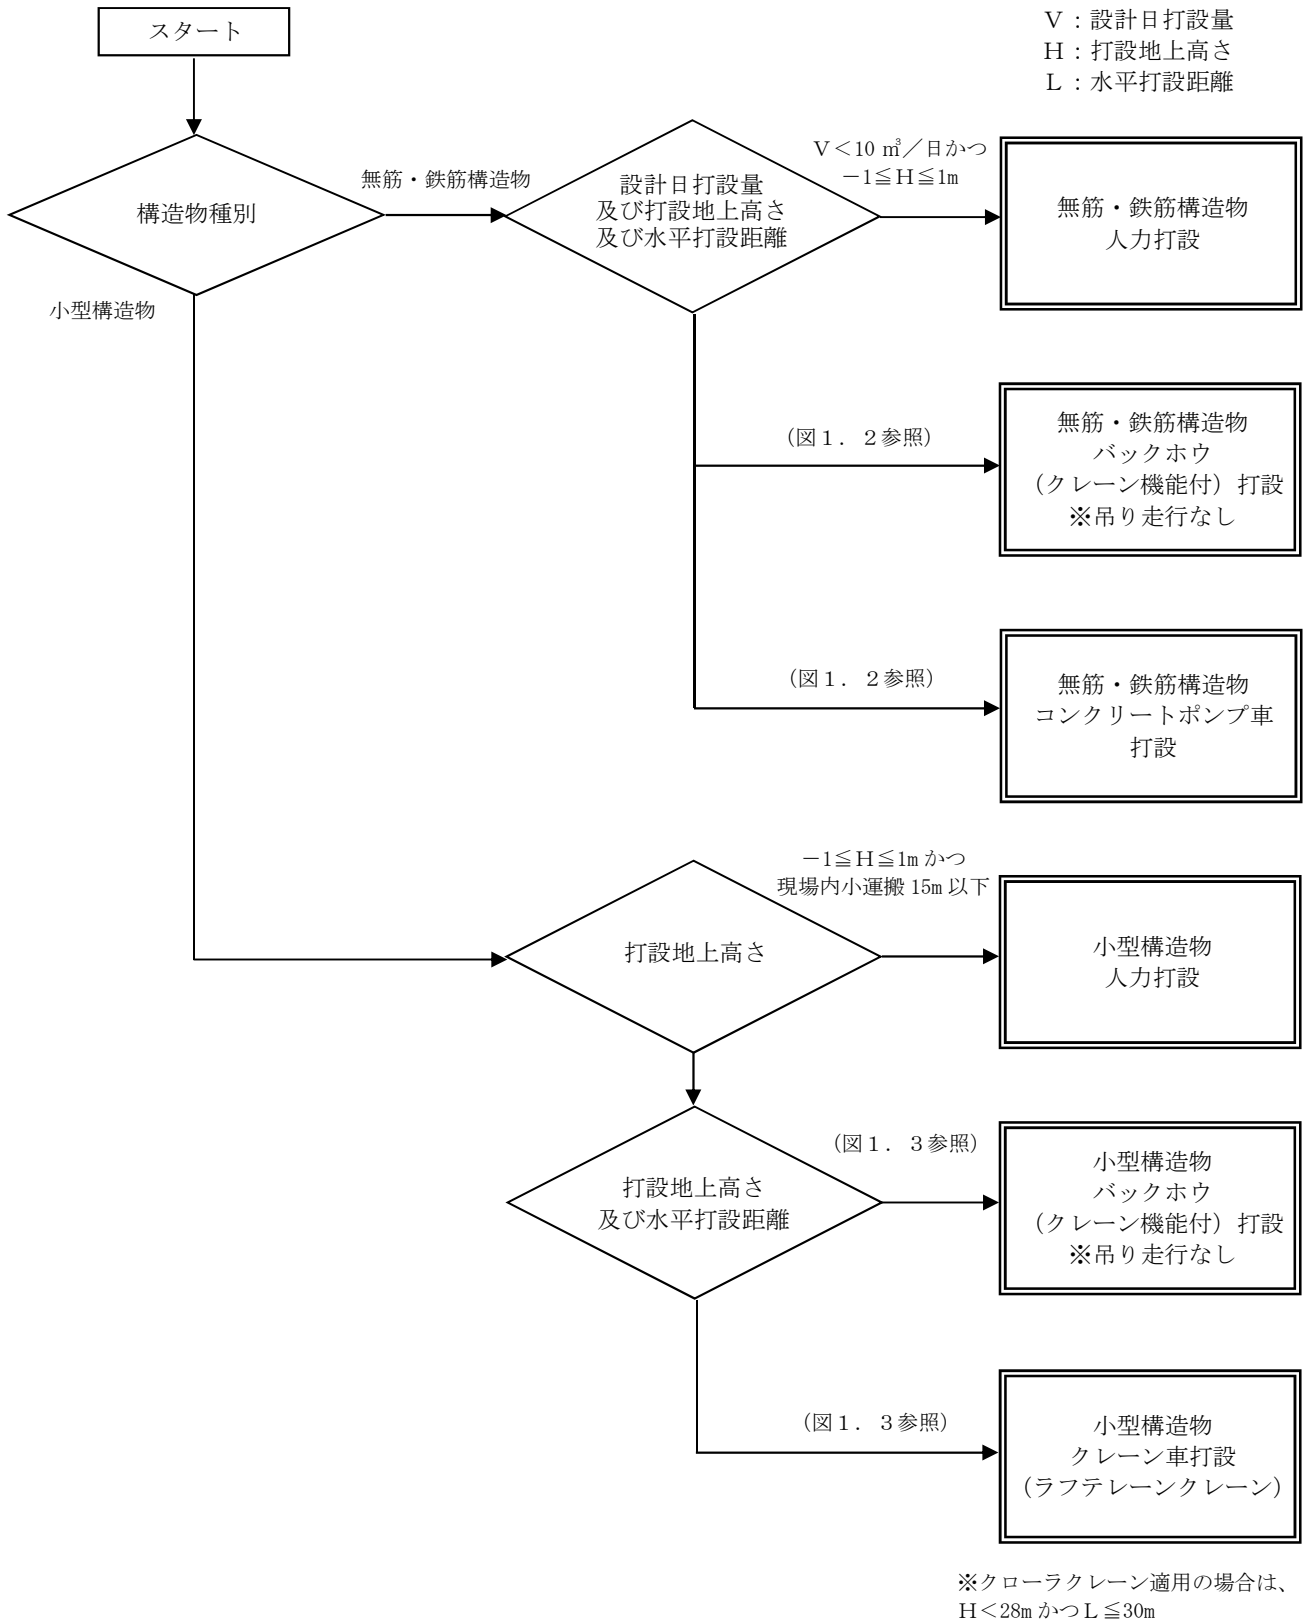 スタート
Ｖ：設計日打設量
Ｈ：打設地上高さ
Ｌ：水平打設距離
構造物種別
無筋・鉄筋構造物
小型構造物
設計日打設量
及び打設地上高さ
及び水平打設距離
Ｖ＜10 ㎥／日かつ
－1≦Ｈ≦1m
無筋・鉄筋構造物
人力打設
（図１．２参照）
無筋・鉄筋構造物
バックホウ
（クレーン機能付）打設
※吊り走行なし
（図１．２参照）
無筋・鉄筋構造物
コンクリートポンプ車
打設
打設地上高さ
－1≦Ｈ≦1m かつ
現場内小運搬 15m 以下
小型構造物
人力打設
打設地上高さ
及び水平打設距離
（図１．３参照）
小型構造物
バックホウ
（クレーン機能付）打設
※吊り走行なし
（図１．３参照）
小型構造物
クレーン車打設
（ラフテレーンクレーン）
※クローラクレーン適用の場合は、
Ｈ＜28m かつＬ≦30m